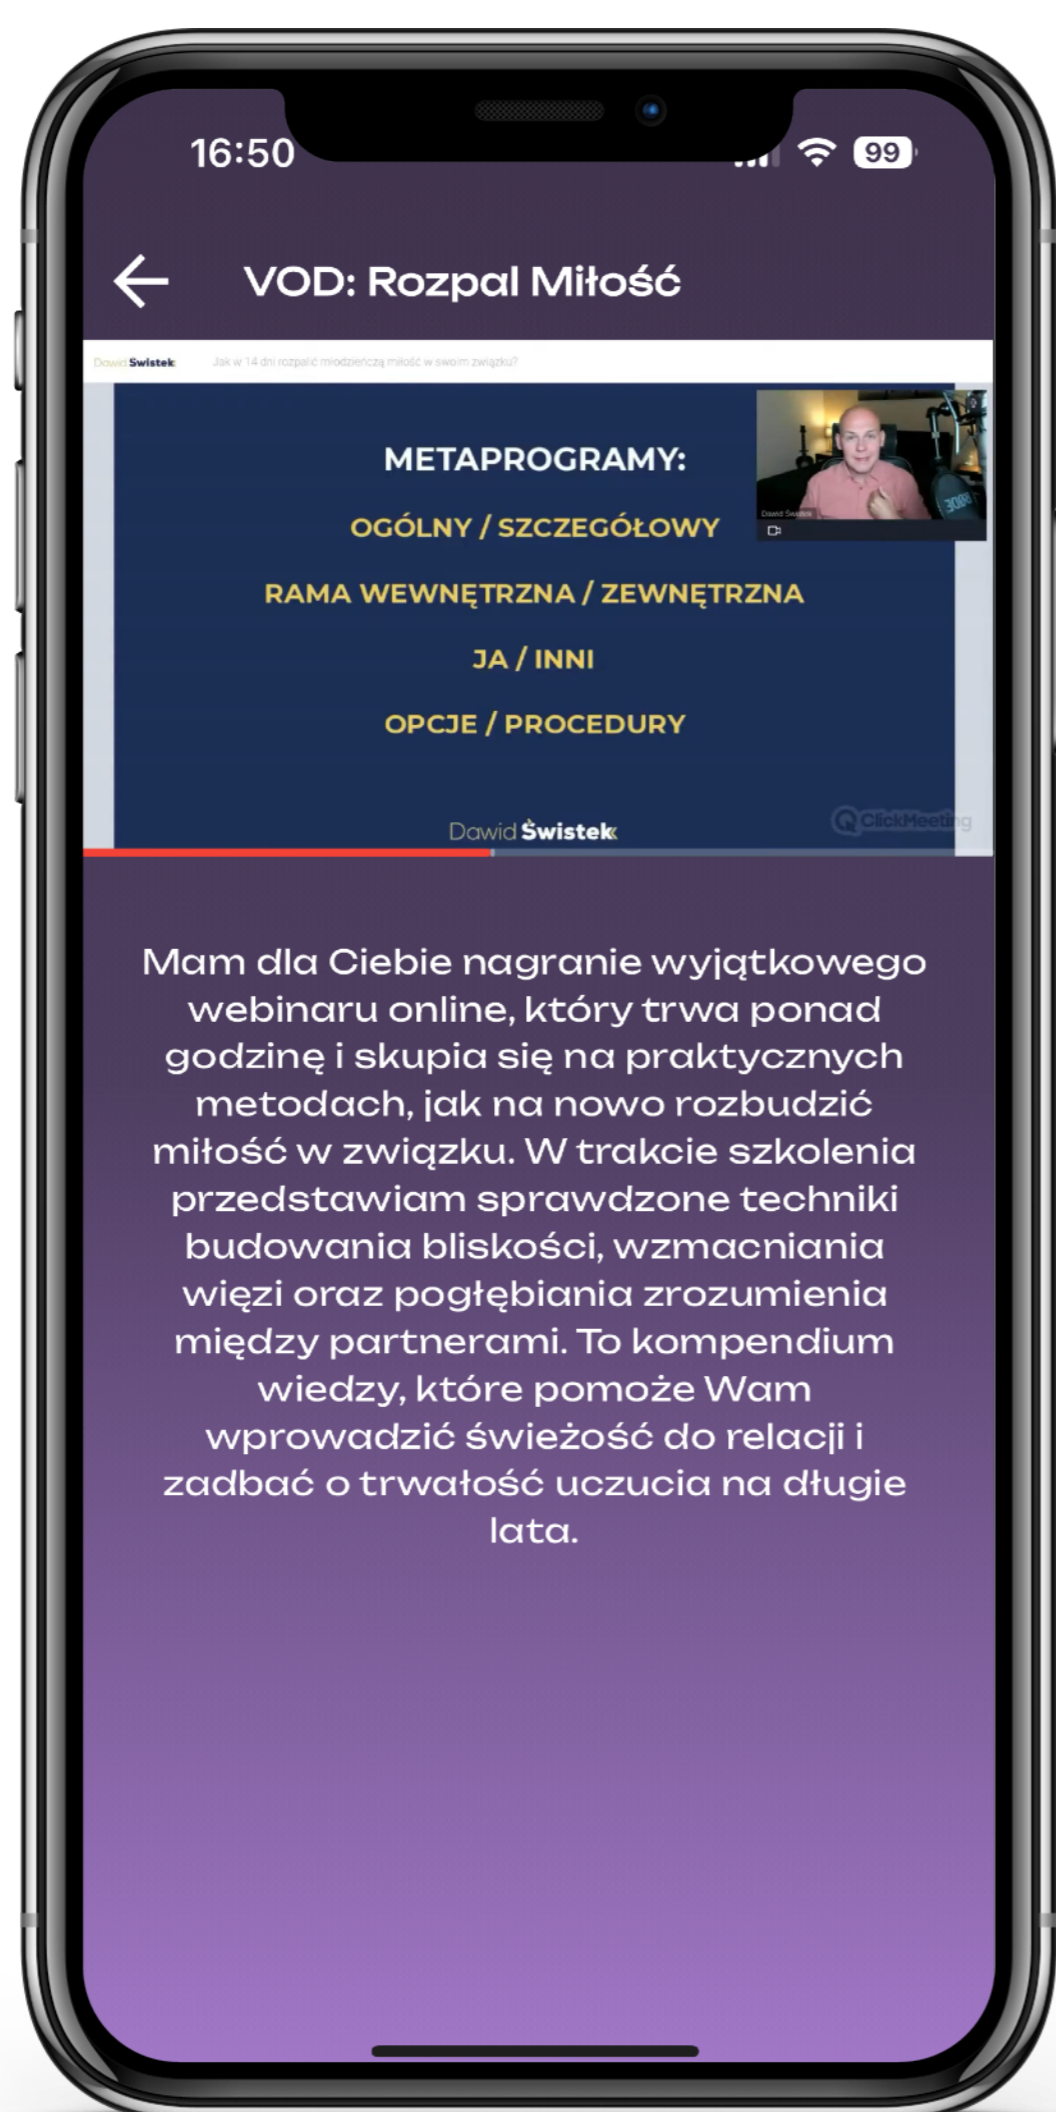 16:50
99
VOD: Rozpal Miłość
Dawid Świstek
Jak w 14 dni rozpalić młodzieńczą miłość w swoim związku?
METAPROGRAMY:
OGÓLNY / SZCZEGÓŁOWY
RAMA WEWNĘTRZNA / ZEWNĘTRZNA
JA / INNI
OPCJE / PROCEDURY
Dawid Świstek
RØDE
Dawid Świstek
ClickMeeting
Mam dla Ciebie nagranie wyjątkowego
webinaru online, który trwa ponad
godzinę i skupia się na praktycznych
metodach, jak na nowo rozbudzić
miłość w związku. W trakcie szkolenia
przedstawiam sprawdzone techniki
budowania bliskości, wzmacniania
więzi oraz pogłębiania zrozumienia
między partnerami. To kompendium
wiedzy, które pomoże Wam
wprowadzić świeżość do relacji i
zadbać o trwałość uczucia na długie
lata.